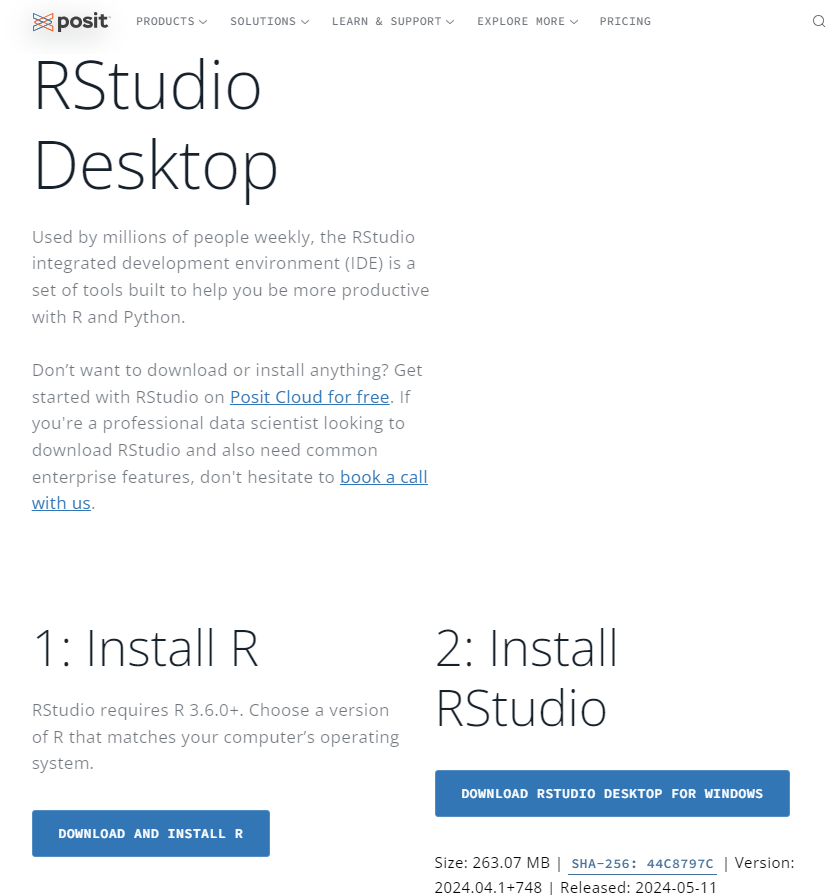 posit PRODUCTS SOLUTIONS LEARN & SUPPORT EXPLORE MORE PRICING
RStudio
Desktop
Used by millions of people weekly, the RStudio
integrated development environment (IDE) is a
set of tools built to help you be more productive
with R and Python.
Don’t want to download or install anything? Get
started with RStudio on Posit Cloud for free. If
you're a professional data scientist looking to
download RStudio and also need common
enterprise features, don't hesitate to book a call
with us.
1: Install R
RStudio requires R 3.6.0+. Choose a version
of R that matches your computer’s operating
system.
DOWNLOAD AND INSTALL R
2: Install
RStudio
DOWNLOAD RSTUDIO DESKTOP FOR WINDOWS
Size: 263.07 MB | SHA-256: 44C8797C | Version:
2024.04.1+748 | Released: 2024-05-11